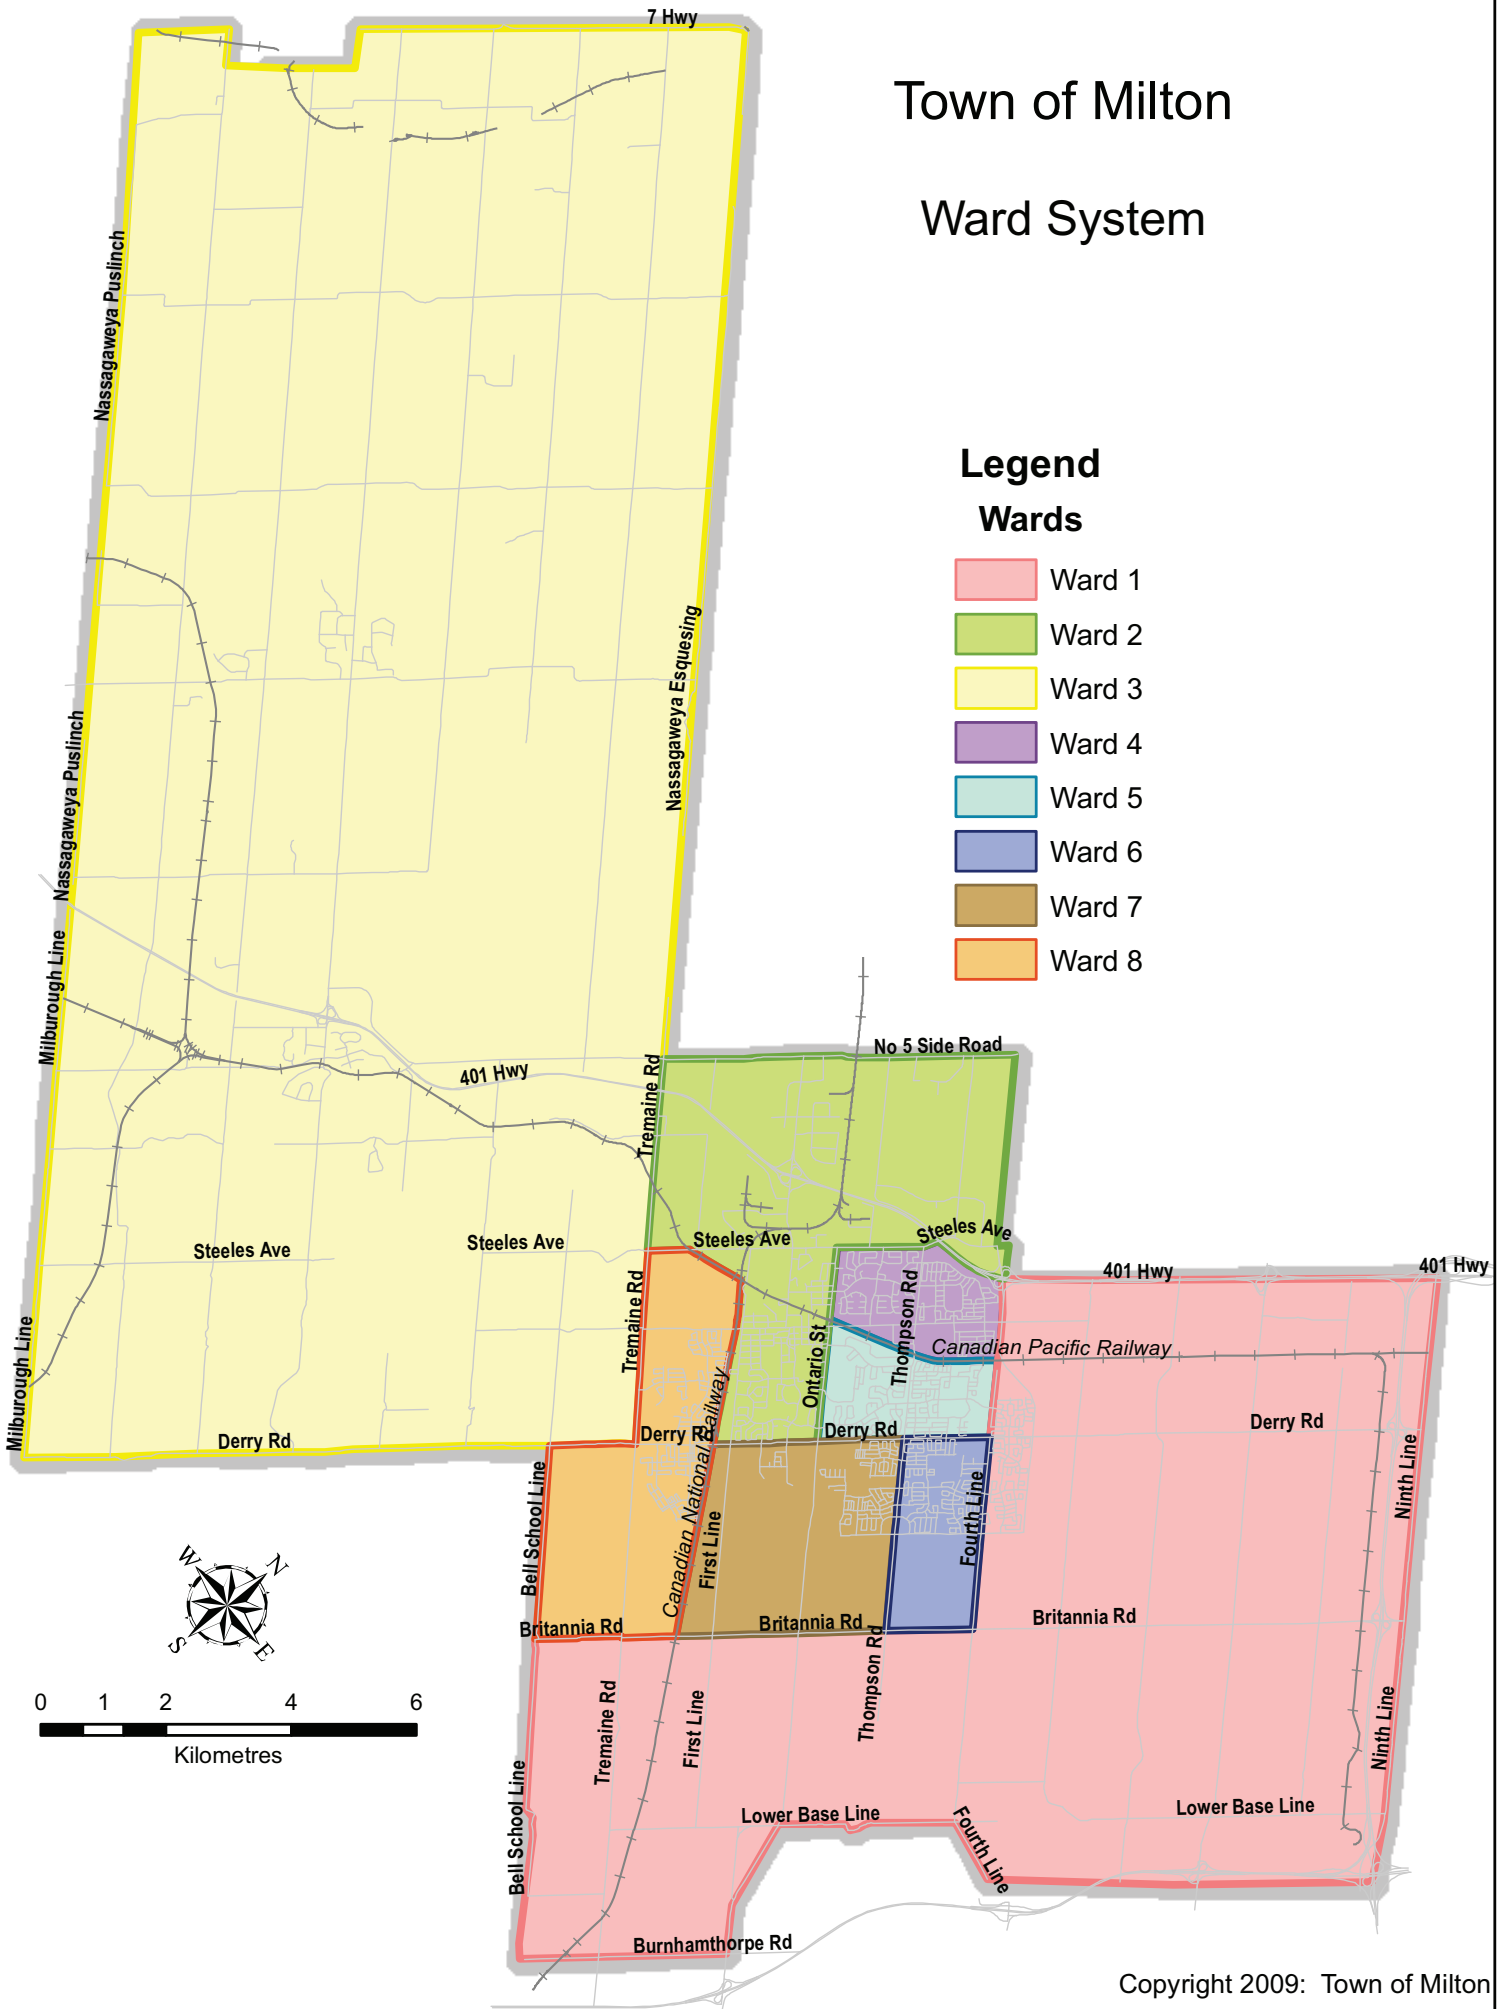 7 Hwy
Town of Milton
Ward System
Nassagaweya Puslinch
Legend
Wards
Ward 1
Ward 2
Ward 3
Ward 4
Ward 5
Ward 6
Ward 7
Ward 8
Nassagaweya Esquesing
Nassagaweya Puslinch
Milburough Line
401 Hwy
Tremaine Rd
No 5 Side Road
Steeles Ave
Steeles Ave
Steeles Ave
Steeles Ave
401 Hwy
401 Hwy
Tremaine Rd
Thompson Rd
Ontario St
Canadian Pacific Railway
Milburough Line
Derry Rd
Derry Rd
Derry Rd
Derry Rd
Canadian National Railway
Ninth Line
Bell School Line
First Line
Fourth Line
Britannia Rd
Britannia Rd
Britannia Rd
W
N
S
E
Thompson Rd
Tremaine Rd
First Line
Ninth Line
0 1 2 4 6
Kilometres
Bell School Line
Lower Base Line
Lower Base Line
Fourth Line
Burnhamthorpe Rd
Copyright 2009: Town of Milton